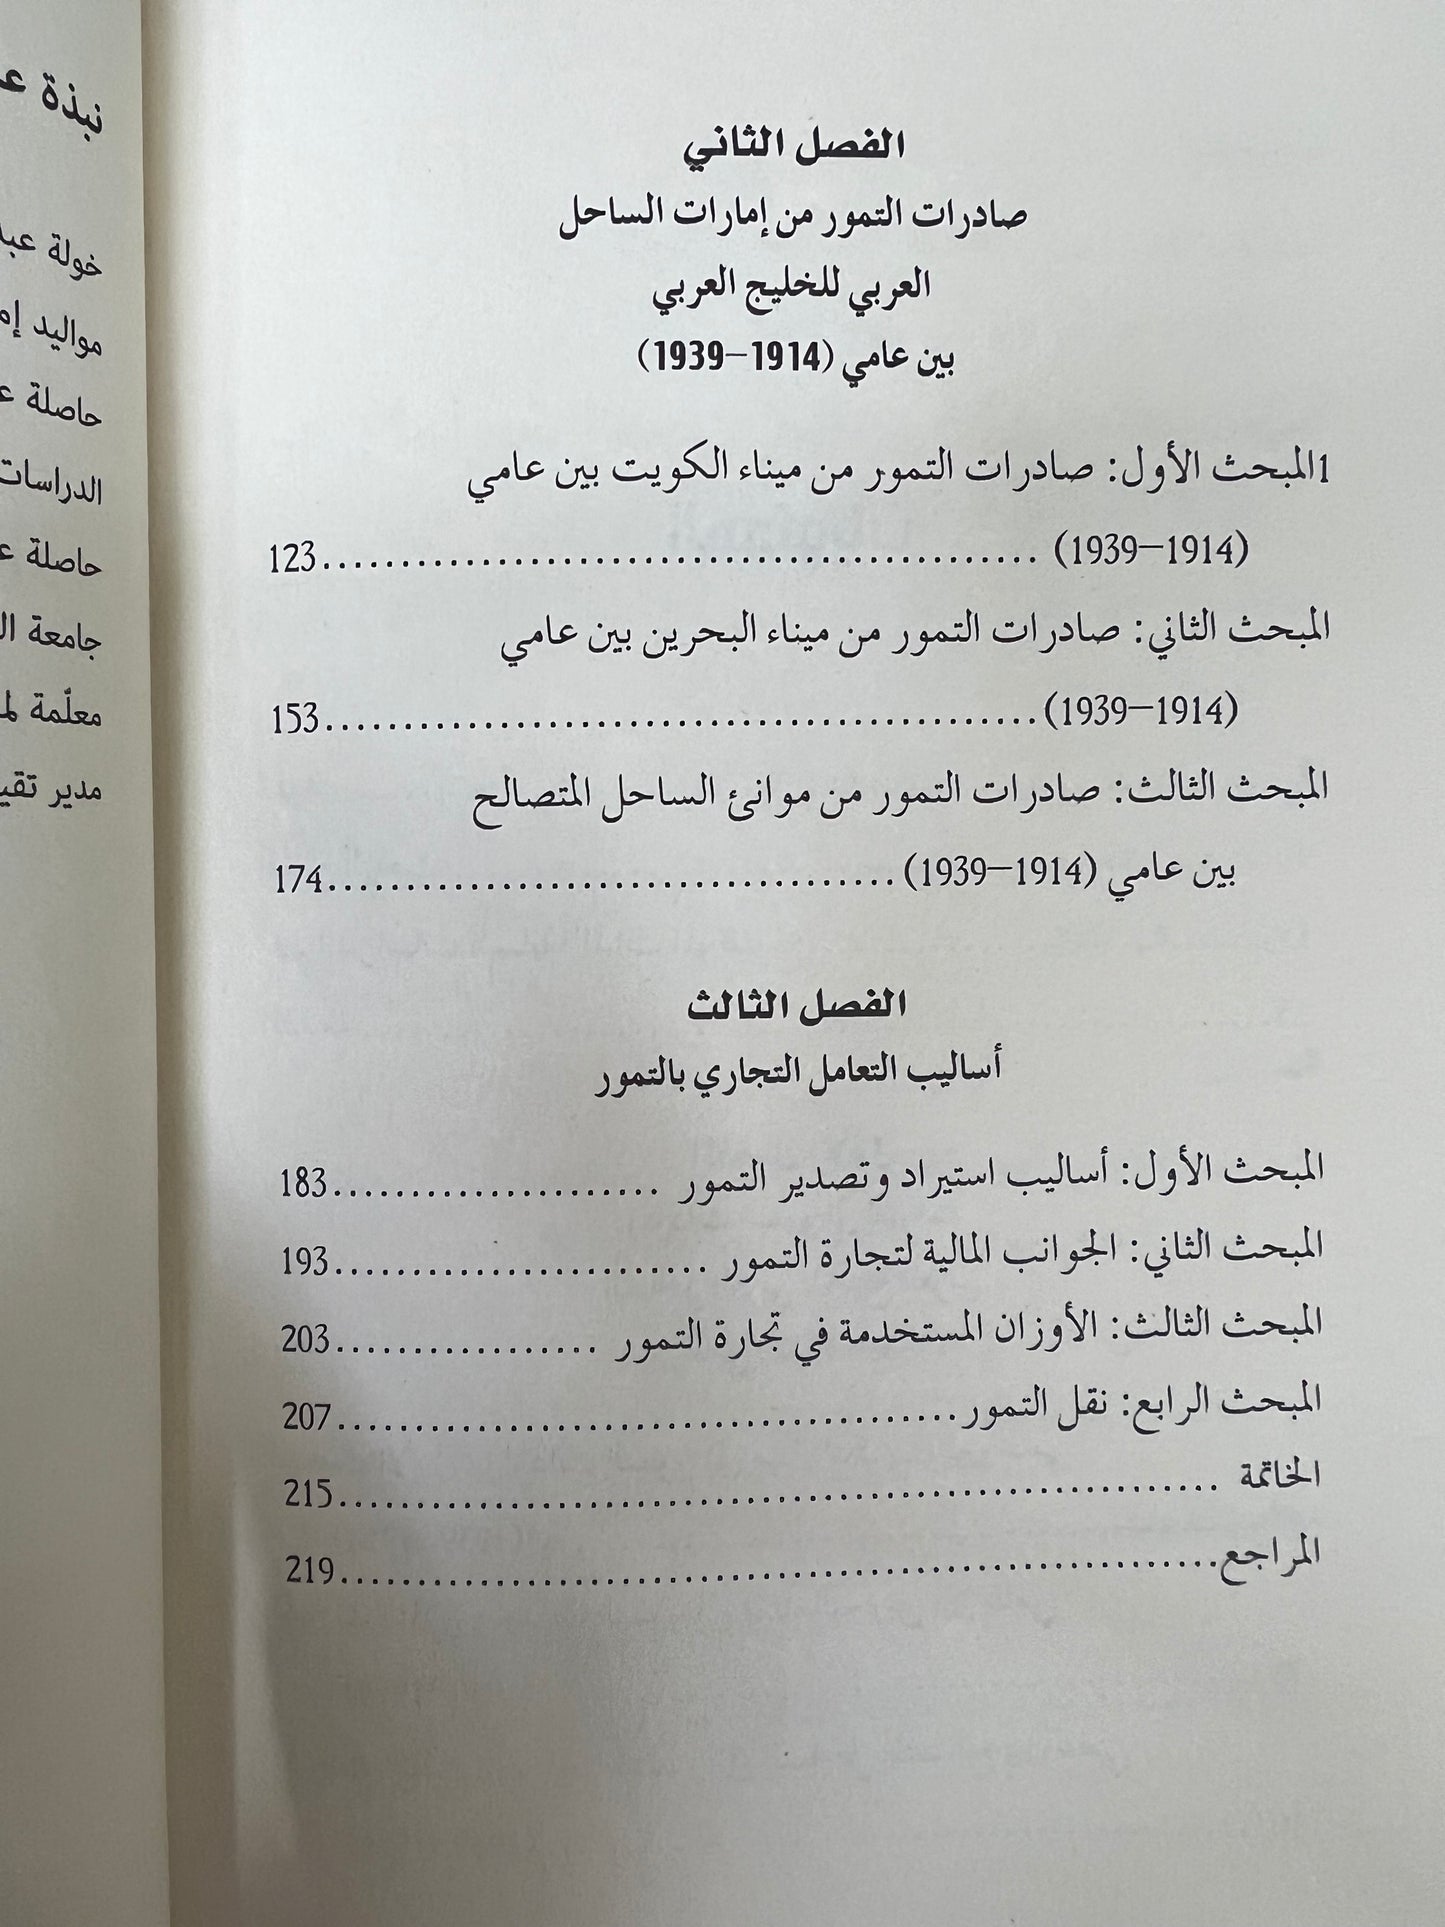 الفصل الثاني
صادرات التمور من إمارات الساحل
العربي للخليج العربي
بين عامي (1914–1939)
1المبحث الأول: صادرات التمور من ميناء الكويت بين عامي
(1914–1939) ..............................................123
المبحث الثاني: صادرات التمور من ميناء البحرين بين عامي
(1914–1939)..............................................153
المبحث الثالث: صادرات التمور من موانئ الساحل المتصالح
بين عامي (1914–1939).....................................174
الفصل الثالث
أساليب التعامل التجاري بالتمور
المبحث الأول: أساليب استيراد وتصدير التمور .....................183
المبحث الثاني: الجوانب المالية لتجارة التمور ........................193
المبحث الثالث: الأوزان المستخدمة في تجارة التمور .................203
المبحث الرابع: نقل التمور........................................207
الخاتمة ........................................................215
المراجع........................................................219
نبذة
خولة
مواليد
حاصلة
الدراسات
حاصلة
جامعة
معلّمة
مدير